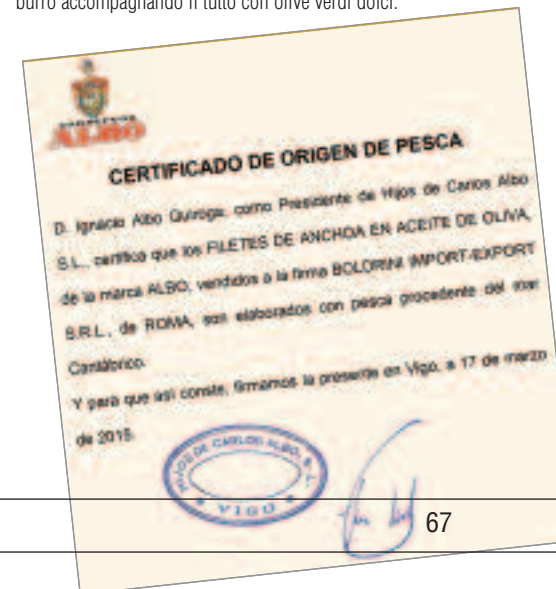 burro accompagnando il tutto con olive verdi dolci.
ALBO
CERTIFICADO DE ORIGEN DE PESCA
D. Ignacio Albo Quiroga, como Presidente de Hijos de Carlos Albo
S.L., certifica que los FILETES DE ANCHOA EN ACEITE DE OLIVA,
de la marca ALBO, vendidos a la firma BOLDRINI IMPORT-EXPORT
S.R.L., de ROMA, son elaborados con pesca procedente del mar
Cantábrico.
Y para que así conste, firmamos la presente en Vigo, a 17 de marzo
de 2015.
HIJOS DE CARLOS ALBO, S.L.
VIGO
67